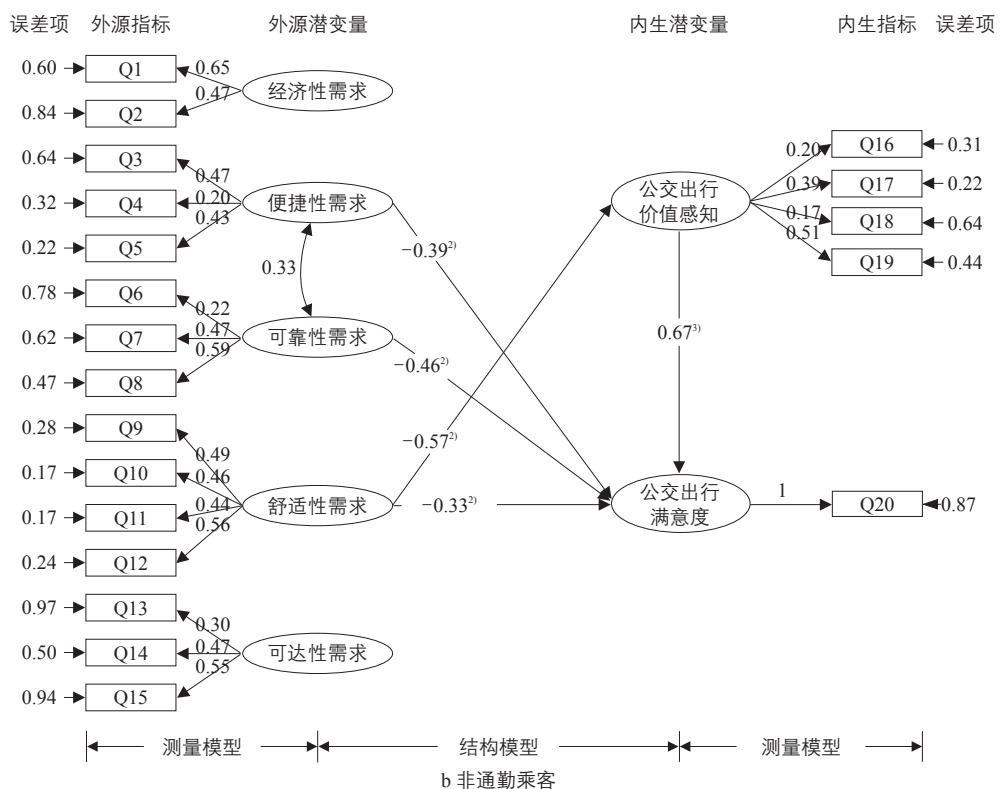 误差项 外源指标 外源潜变量 内生潜变量 内生指标 误差项
0.60 Q1 0.65
经济性需求
0.84 Q2 0.47
0.64 Q3 0.47
0.32 Q4 0.20 便捷性需求
0.22 Q5 0.43
0.33
0.78 Q6 0.22
0.62 Q7 0.47 可靠性需求
0.47 Q8 0.59
0.28 Q9 0.49
0.17 Q10 0.46
0.17 Q11 0.44 舒适性需求
0.24 Q12 0.56
0.97 Q13 0.30
0.50 Q14 0.47 可达性需求
0.94 Q15 0.55
−0.39²⁾
−0.46²⁾
−0.57²⁾
−0.33²⁾
公交出行
价值感知
0.67³⁾
公交出行
满意度
0.20 Q16 0.31
0.39 Q17 0.22
0.17 Q18 0.64
0.51 Q19 0.44
1 Q20 0.87
测量模型 结构模型 测量模型
b 非通勤乘客